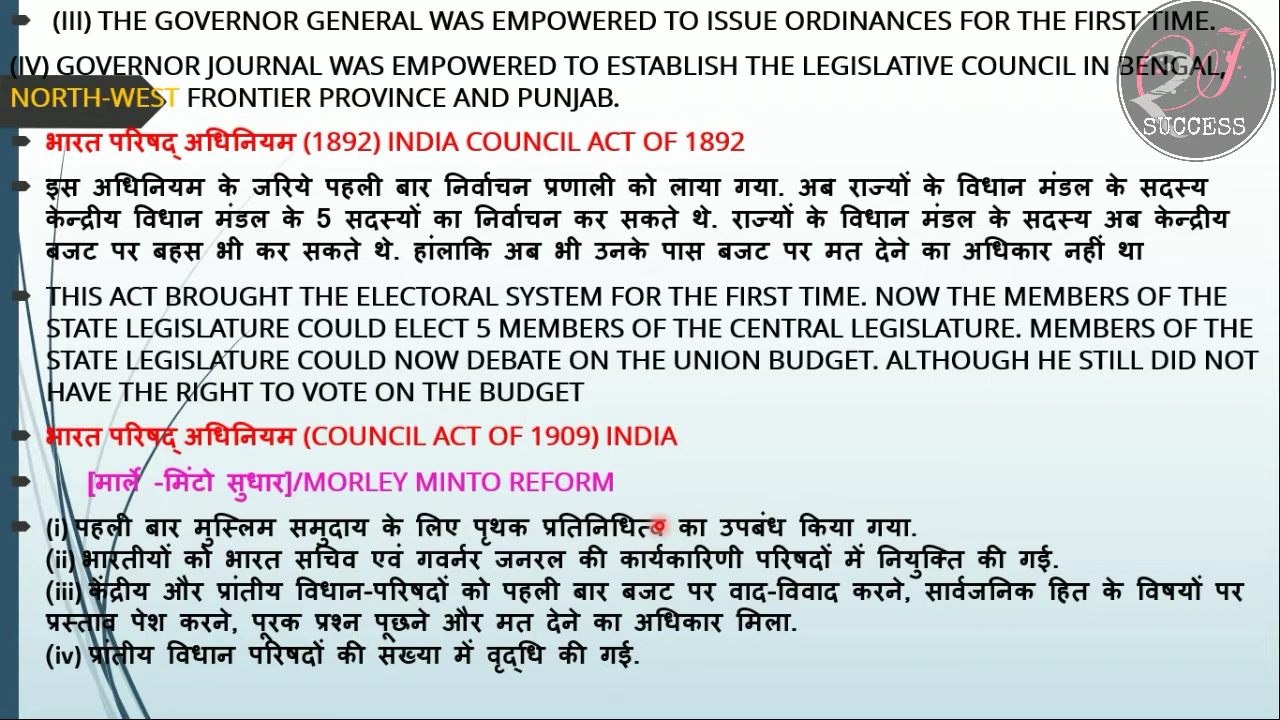 (III) THE GOVERNOR GENERAL WAS EMPOWERED TO ISSUE ORDINANCES FOR THE FIRST TIME.
(IV) GOVERNOR JOURNAL WAS EMPOWERED TO ESTABLISH THE LEGISLATIVE COUNCIL IN BENGAL,
NORTH-WEST FRONTIER PROVINCE AND PUNJAB.
SUCCESS
भारत परिषद् अधिनियम (1892) INDIA COUNCIL ACT OF 1892
इस अधिनियम के जरिये पहली बार निर्वाचन प्रणाली को लाया गया. अब राज्यों के विधान मंडल के सदस्य
केन्द्रीय विधान मंडल के 5 सदस्यों का निर्वाचन कर सकते थे. राज्यों के विधान मंडल के सदस्य अब केन्द्रीय
बजट पर बहस भी कर सकते थे. हांलाकि अब भी उनके पास बजट पर मत देने का अधिकार नहीं था
THIS ACT BROUGHT THE ELECTORAL SYSTEM FOR THE FIRST TIME. NOW THE MEMBERS OF THE
STATE LEGISLATURE COULD ELECT 5 MEMBERS OF THE CENTRAL LEGISLATURE. MEMBERS OF THE
STATE LEGISLATURE COULD NOW DEBATE ON THE UNION BUDGET. ALTHOUGH HE STILL DID NOT
HAVE THE RIGHT TO VOTE ON THE BUDGET
भारत परिषद् अधिनियम (COUNCIL ACT OF 1909) INDIA
[मार्ले -मिंटो सुधार]/MORLEY MINTO REFORM
(i) पहली बार मुस्लिम समुदाय के लिए पृथक प्रतिनिधित्व का उपबंध किया गया.
(ii) भारतीयों को भारत सचिव एवं गवर्नर जनरल की कार्यकारिणी परिषदों में नियुक्ति की गई.
(iii) केंद्रीय और प्रांतीय विधान-परिषदों को पहली बार बजट पर वाद-विवाद करने, सार्वजनिक हित के विषयों पर
प्रस्ताव पेश करने, पूरक प्रश्न पूछने और मत देने का अधिकार मिला.
(iv) प्रांतीय विधान परिषदों की संख्या में वृद्धि की गई.